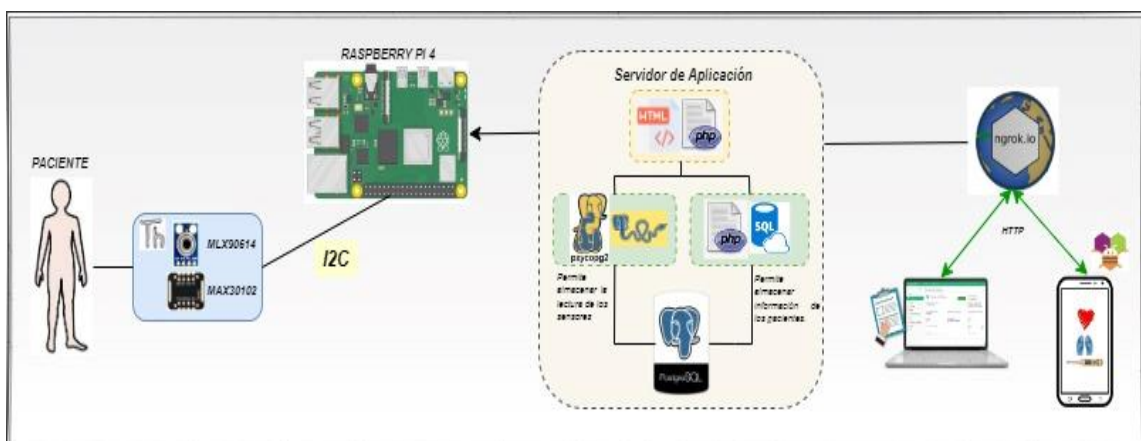 RASPBERRY PI 4
Servidor de Aplicación
HTML
</>
php
ngrok.io
PACIENTE
Th
MLX90614
MAX30102
I2C
psycopg2
php
SQL
HTTP
Permite
almacenar la
lectura de los
sensores
Permite
almacenar
información de
los pacientes.
PostgreSQL